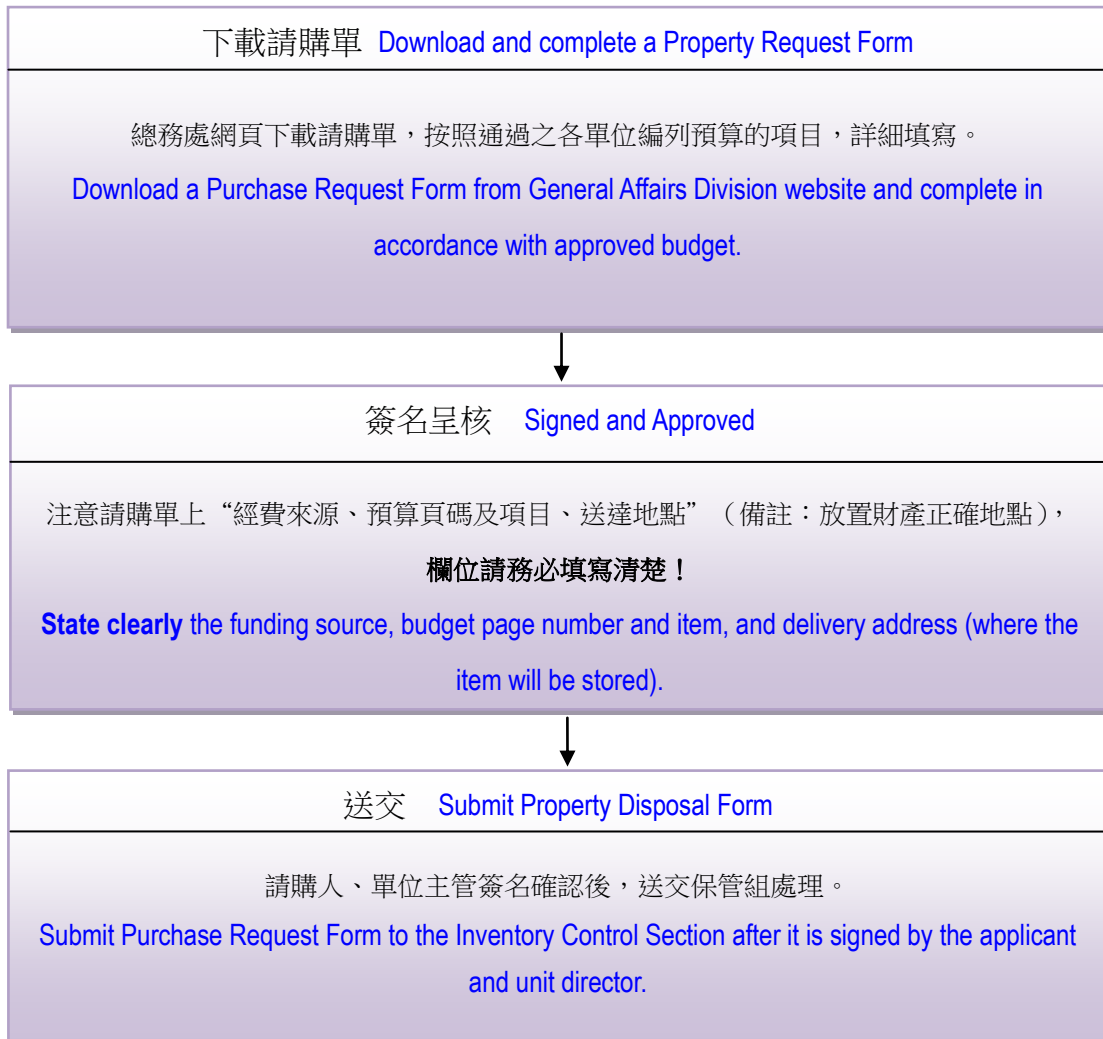 下載請購單 Download and complete a Property Request Form
總務處網頁下載請購單，按照通過之各單位編列預算的項目，詳細填寫。
Download a Purchase Request Form from General Affairs Division website and complete in
accordance with approved budget.
簽名呈核 Signed and Approved
注意請購單上“經費來源、預算頁碼及項目、送達地點”（備註：放置財產正確地點），
欄位請務必填寫清楚！
State clearly the funding source, budget page number and item, and delivery address (where the
item will be stored).
送交 Submit Property Disposal Form
請購人、單位主管簽名確認後，送交保管組處理。
Submit Purchase Request Form to the Inventory Control Section after it is signed by the applicant
and unit director.